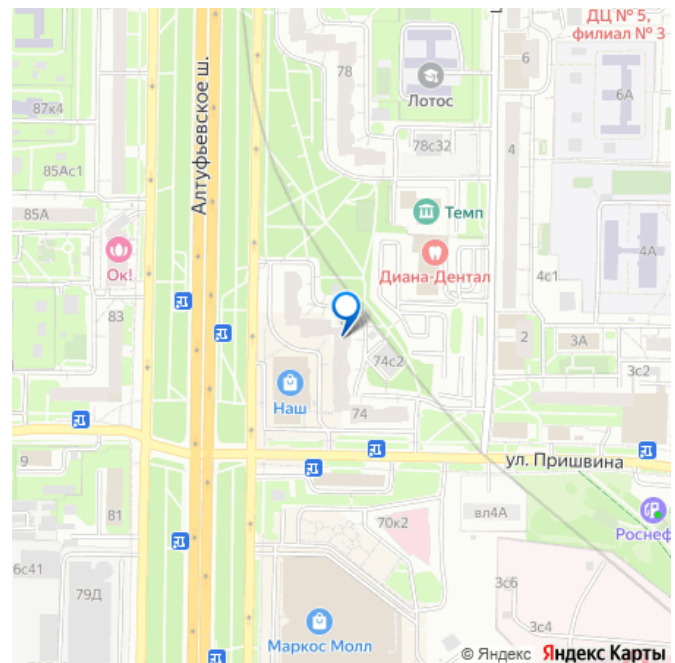 ДЦ № 5,
филиал № 3
Алтуфьевское ш.
78
6
6А
Лотос
87к4
78с32
4
85Ас1
85А
Темп
Ок!
Диана-Дентал
4А
4с1
83
2
3А
74с2
3с2
Наш
74
ул. Пришвина
9
81
70к2
вл4А
Роснеф
6с41
79Д
3с6
3с4
Маркос Молл
© Яндекс Яндекс Карты